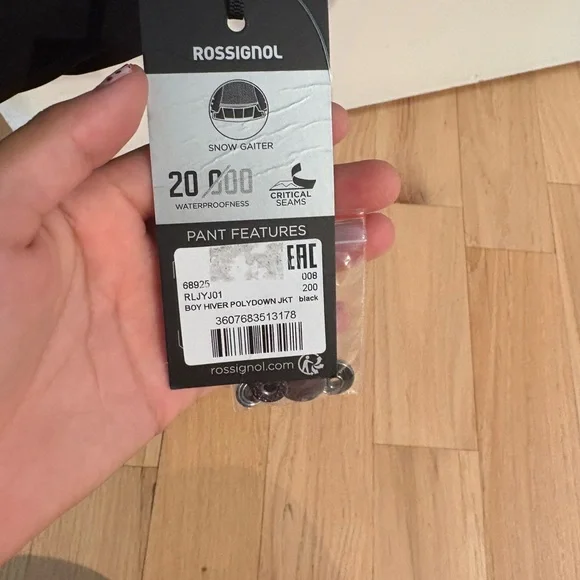 ROSSIGNOL
SNOW GAITER
20 000
WATERPROOFNESS
CRITICAL
SEAMS
PANT FEATURES
EAC
68925
008
RLJYJ01
200
BOY HIVER POLYDOWN JKT black
3607683513178
rossignol.com